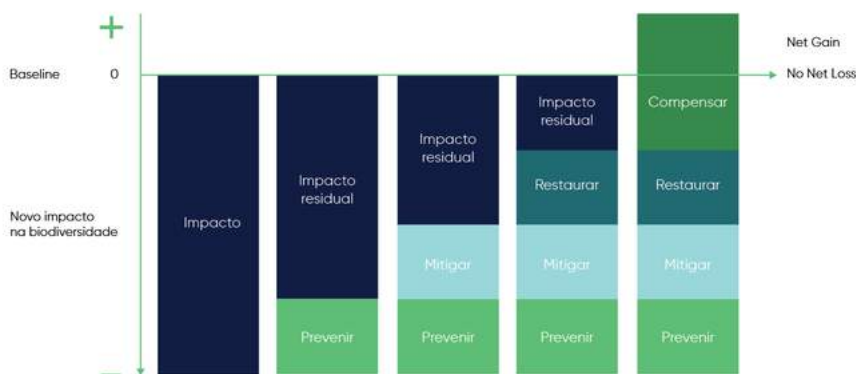 +
Net Gain
Baseline 0
No Net Loss
Novo impacto
na biodiversidade
Impacto
Impacto
residual
Prevenir
Impacto
residual
Mitigar
Prevenir
Impacto
residual
Restaurar
Mitigar
Prevenir
Compensar
Restaurar
Mitigar
Prevenir
–